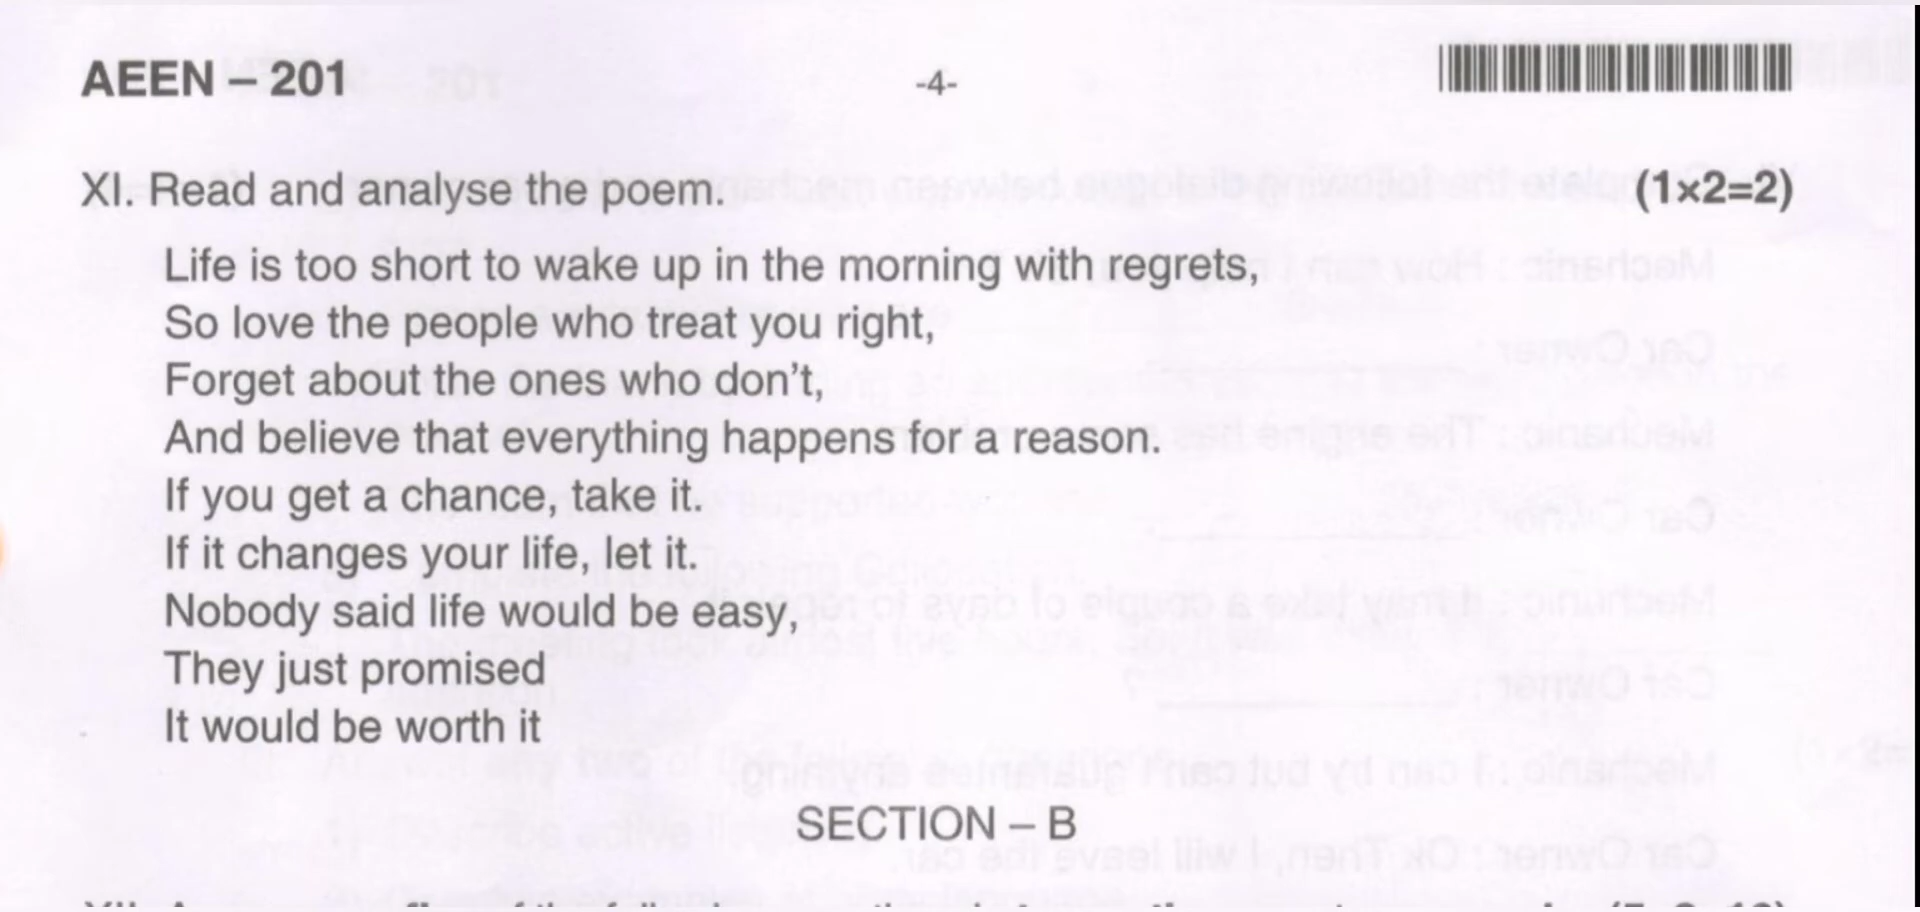 AEEN – 201
-4-
XI. Read and analyse the poem. (1×2=2)
Life is too short to wake up in the morning with regrets,
So love the people who treat you right,
Forget about the ones who don't,
And believe that everything happens for a reason.
If you get a chance, take it.
If it changes your life, let it.
Nobody said life would be easy,
They just promised
It would be worth it
SECTION – B